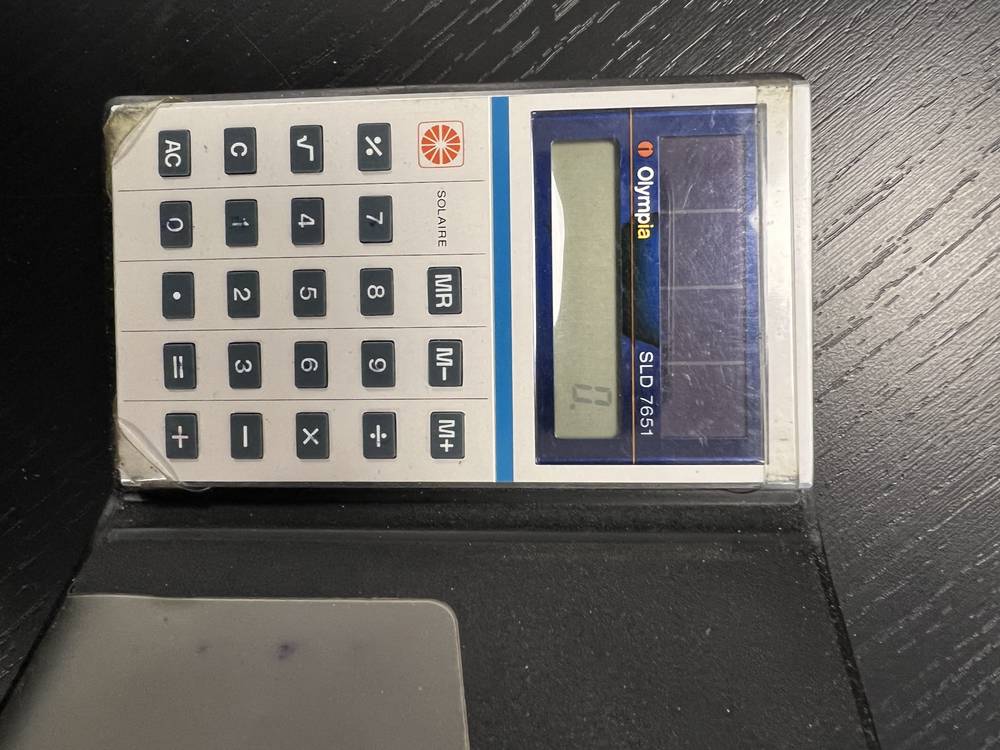 Olympia SLD 7651
0.
SOLAIRE MR M− M+
% 7 8 9 ÷
√ 4 5 6 ×
C 1 2 3 −
AC 0 • = +